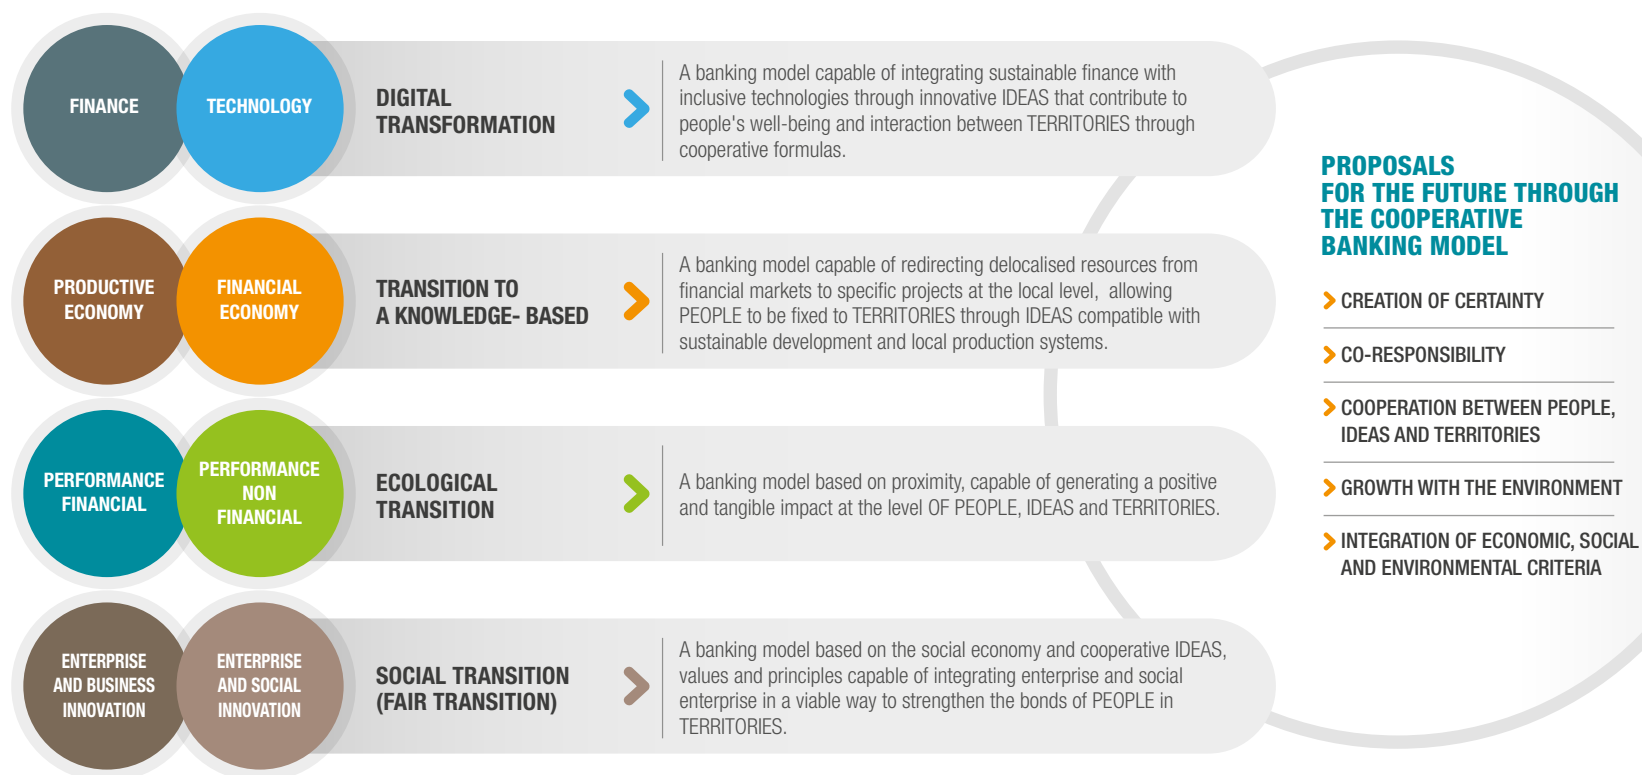 FINANCE
TECHNOLOGY
DIGITAL
TRANSFORMATION
A banking model capable of integrating sustainable finance with
inclusive technologies through innovative IDEAS that contribute to
people's well-being and interaction between TERRITORIES through
cooperative formulas.
PRODUCTIVE
ECONOMY
FINANCIAL
ECONOMY
TRANSITION TO
A KNOWLEDGE- BASED
A banking model capable of redirecting delocalised resources from
financial markets to specific projects at the local level, allowing
PEOPLE to be fixed to TERRITORIES through IDEAS compatible with
sustainable development and local production systems.
PERFORMANCE
FINANCIAL
PERFORMANCE
NON
FINANCIAL
ECOLOGICAL
TRANSITION
A banking model based on proximity, capable of generating a positive
and tangible impact at the level OF PEOPLE, IDEAS and TERRITORIES.
ENTERPRISE
AND BUSINESS
INNOVATION
ENTERPRISE
AND SOCIAL
INNOVATION
SOCIAL TRANSITION
(FAIR TRANSITION)
A banking model based on the social economy and cooperative IDEAS,
values and principles capable of integrating enterprise and social
enterprise in a viable way to strengthen the bonds of PEOPLE in
TERRITORIES.
PROPOSALS
FOR THE FUTURE THROUGH
THE COOPERATIVE
BANKING MODEL
CREATION OF CERTAINTY
CO-RESPONSIBILITY
COOPERATION BETWEEN PEOPLE,
IDEAS AND TERRITORIES
GROWTH WITH THE ENVIRONMENT
INTEGRATION OF ECONOMIC, SOCIAL
AND ENVIRONMENTAL CRITERIA